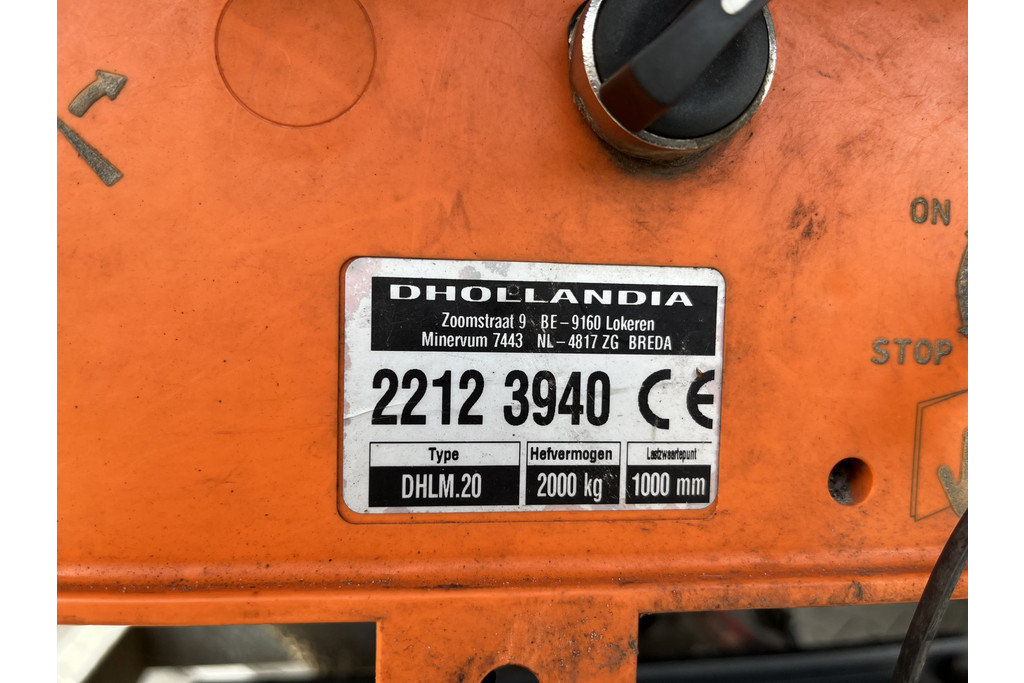 ON
STOP
DHOLLANDIA
Zoomstraat 9 BE-9160 Lokeren
Minervum 7443 NL-4817 ZG BREDA
2212 3940 CE
Type Hefvermogen Lastzwaartepunt
DHLM.20 2000 kg 1000 mm